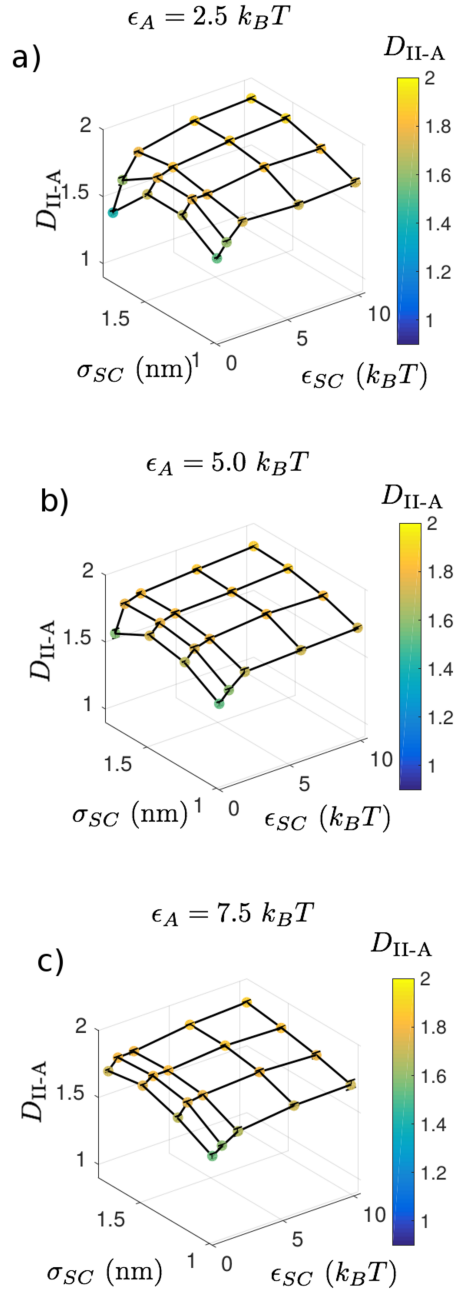 ϵ_A = 2.5 k_BT
a)
D_II-A
2
2
1.8
1.5
1.6
D_II-A
1.4
1
1.2
1.5
10
1
5
σ_SC (nm)
1
0
ϵ_SC (k_BT)
ϵ_A = 5.0 k_BT
b)
D_II-A
2
2
1.8
1.5
1.6
D_II-A
1.4
1
1.2
1.5
10
1
5
σ_SC (nm)
1
0
ϵ_SC (k_BT)
ϵ_A = 7.5 k_BT
c)
D_II-A
2
2
1.8
1.5
1.6
D_II-A
1.4
1
1.2
1.5
10
1
5
1
0
σ_SC (nm)
ϵ_SC (k_BT)